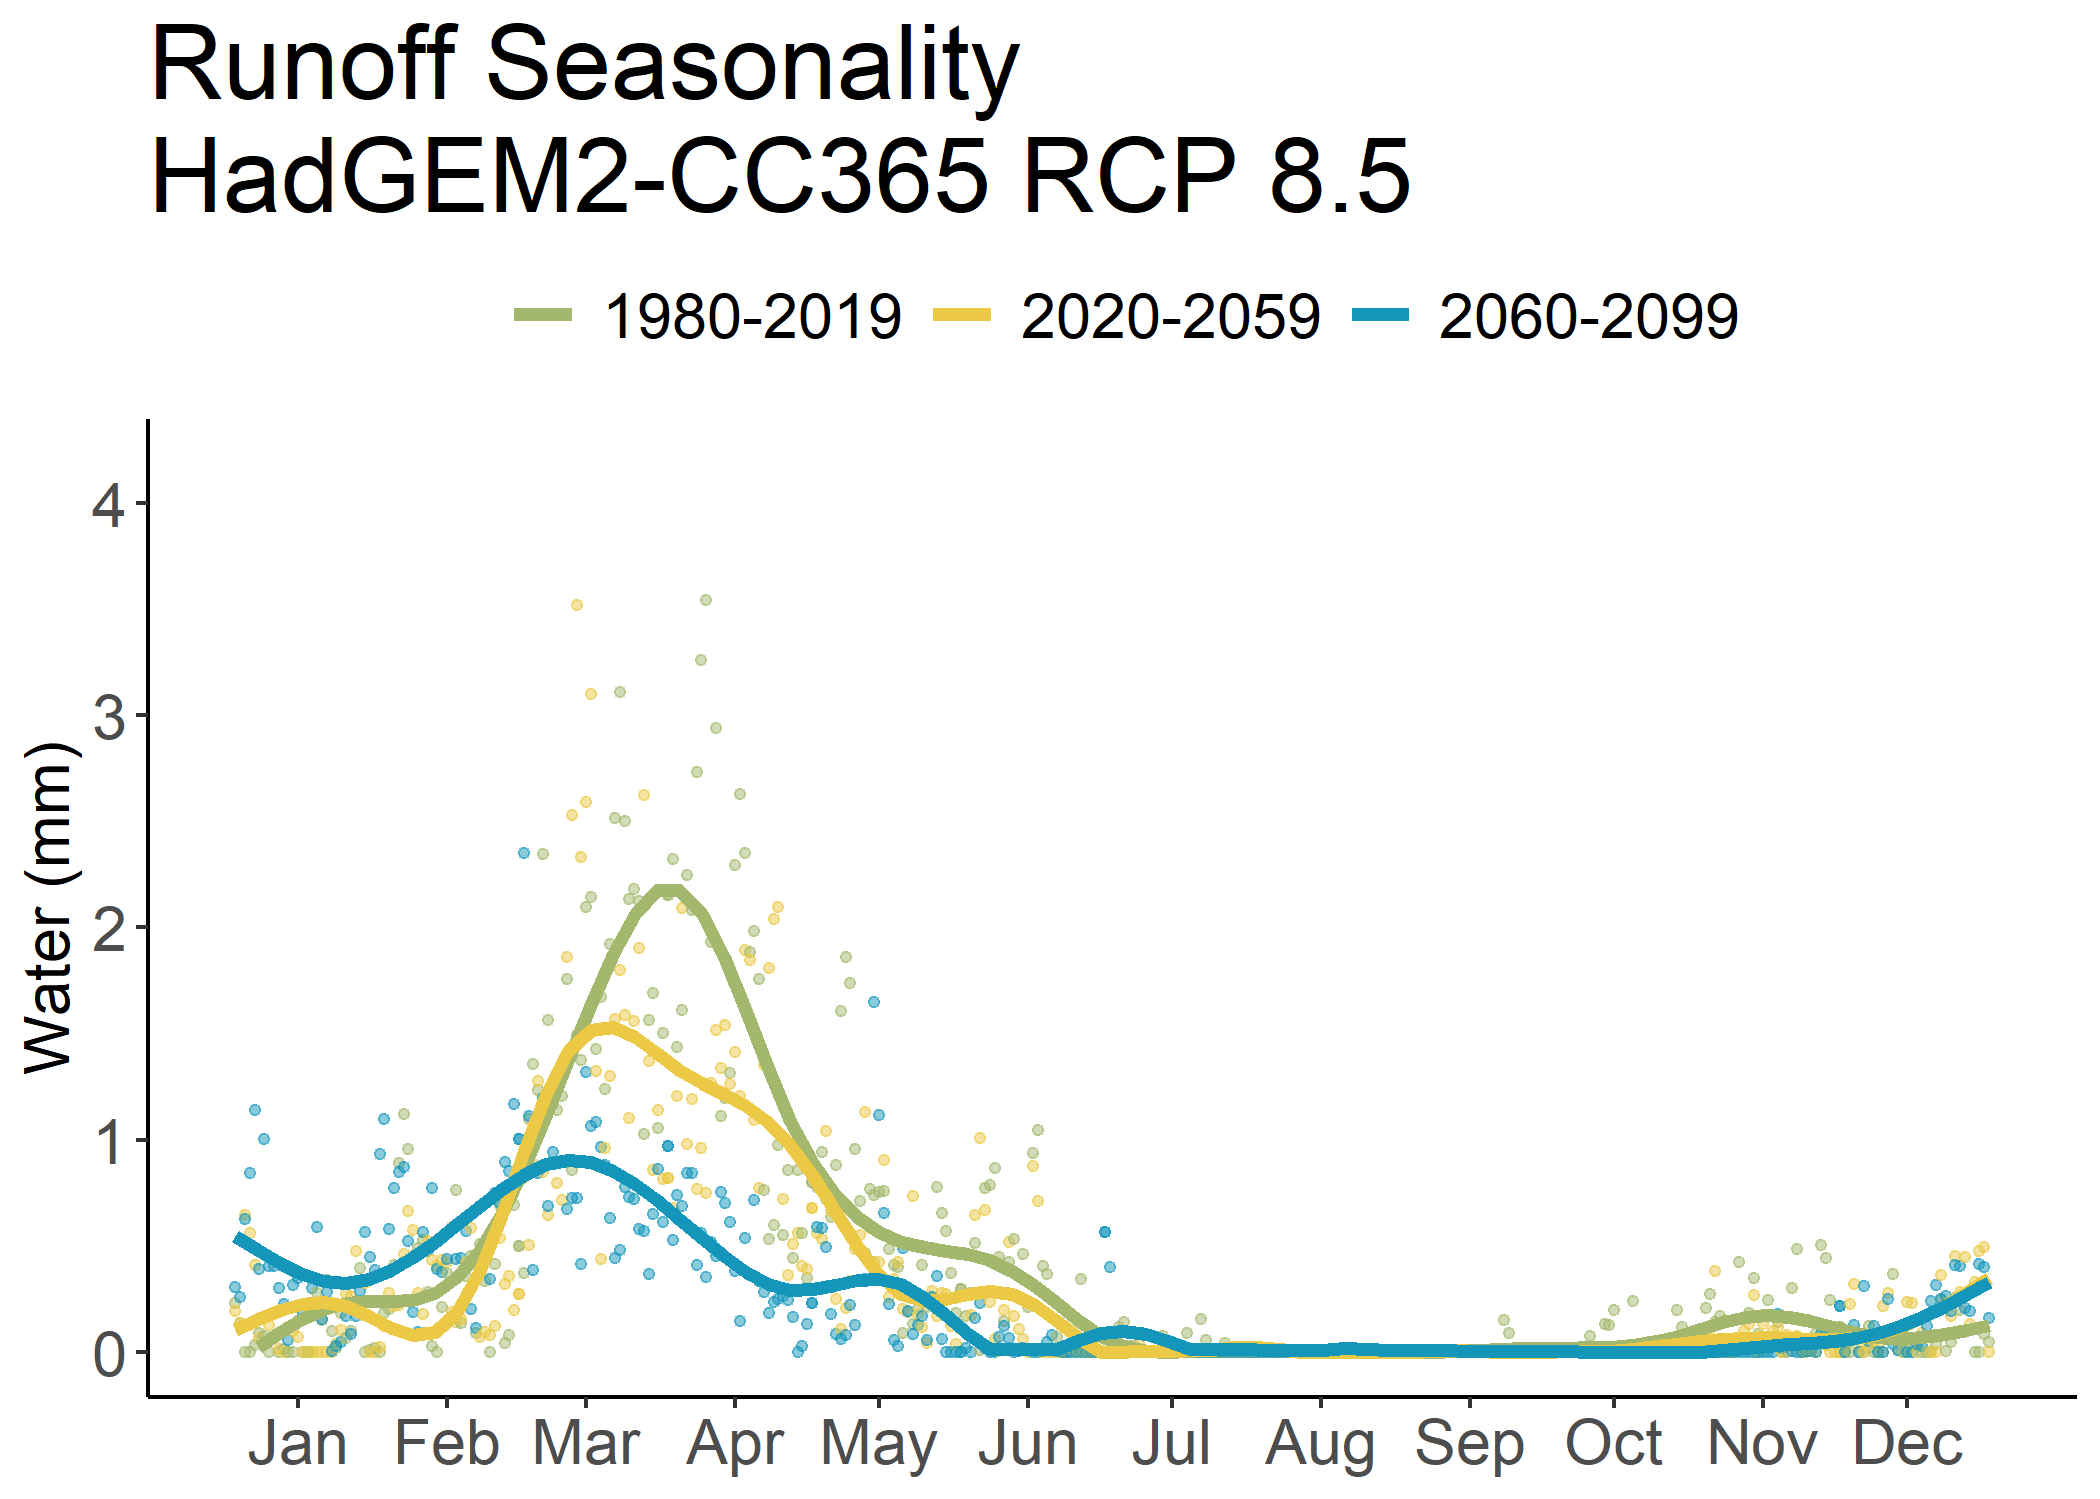 Runoff Seasonality
HadGEM2-CC365 RCP 8.5
1980-2019 2020-2059 2060-2099
Water (mm)
4
3
2
1
0
Jan Feb Mar Apr May Jun Jul Aug Sep Oct Nov Dec